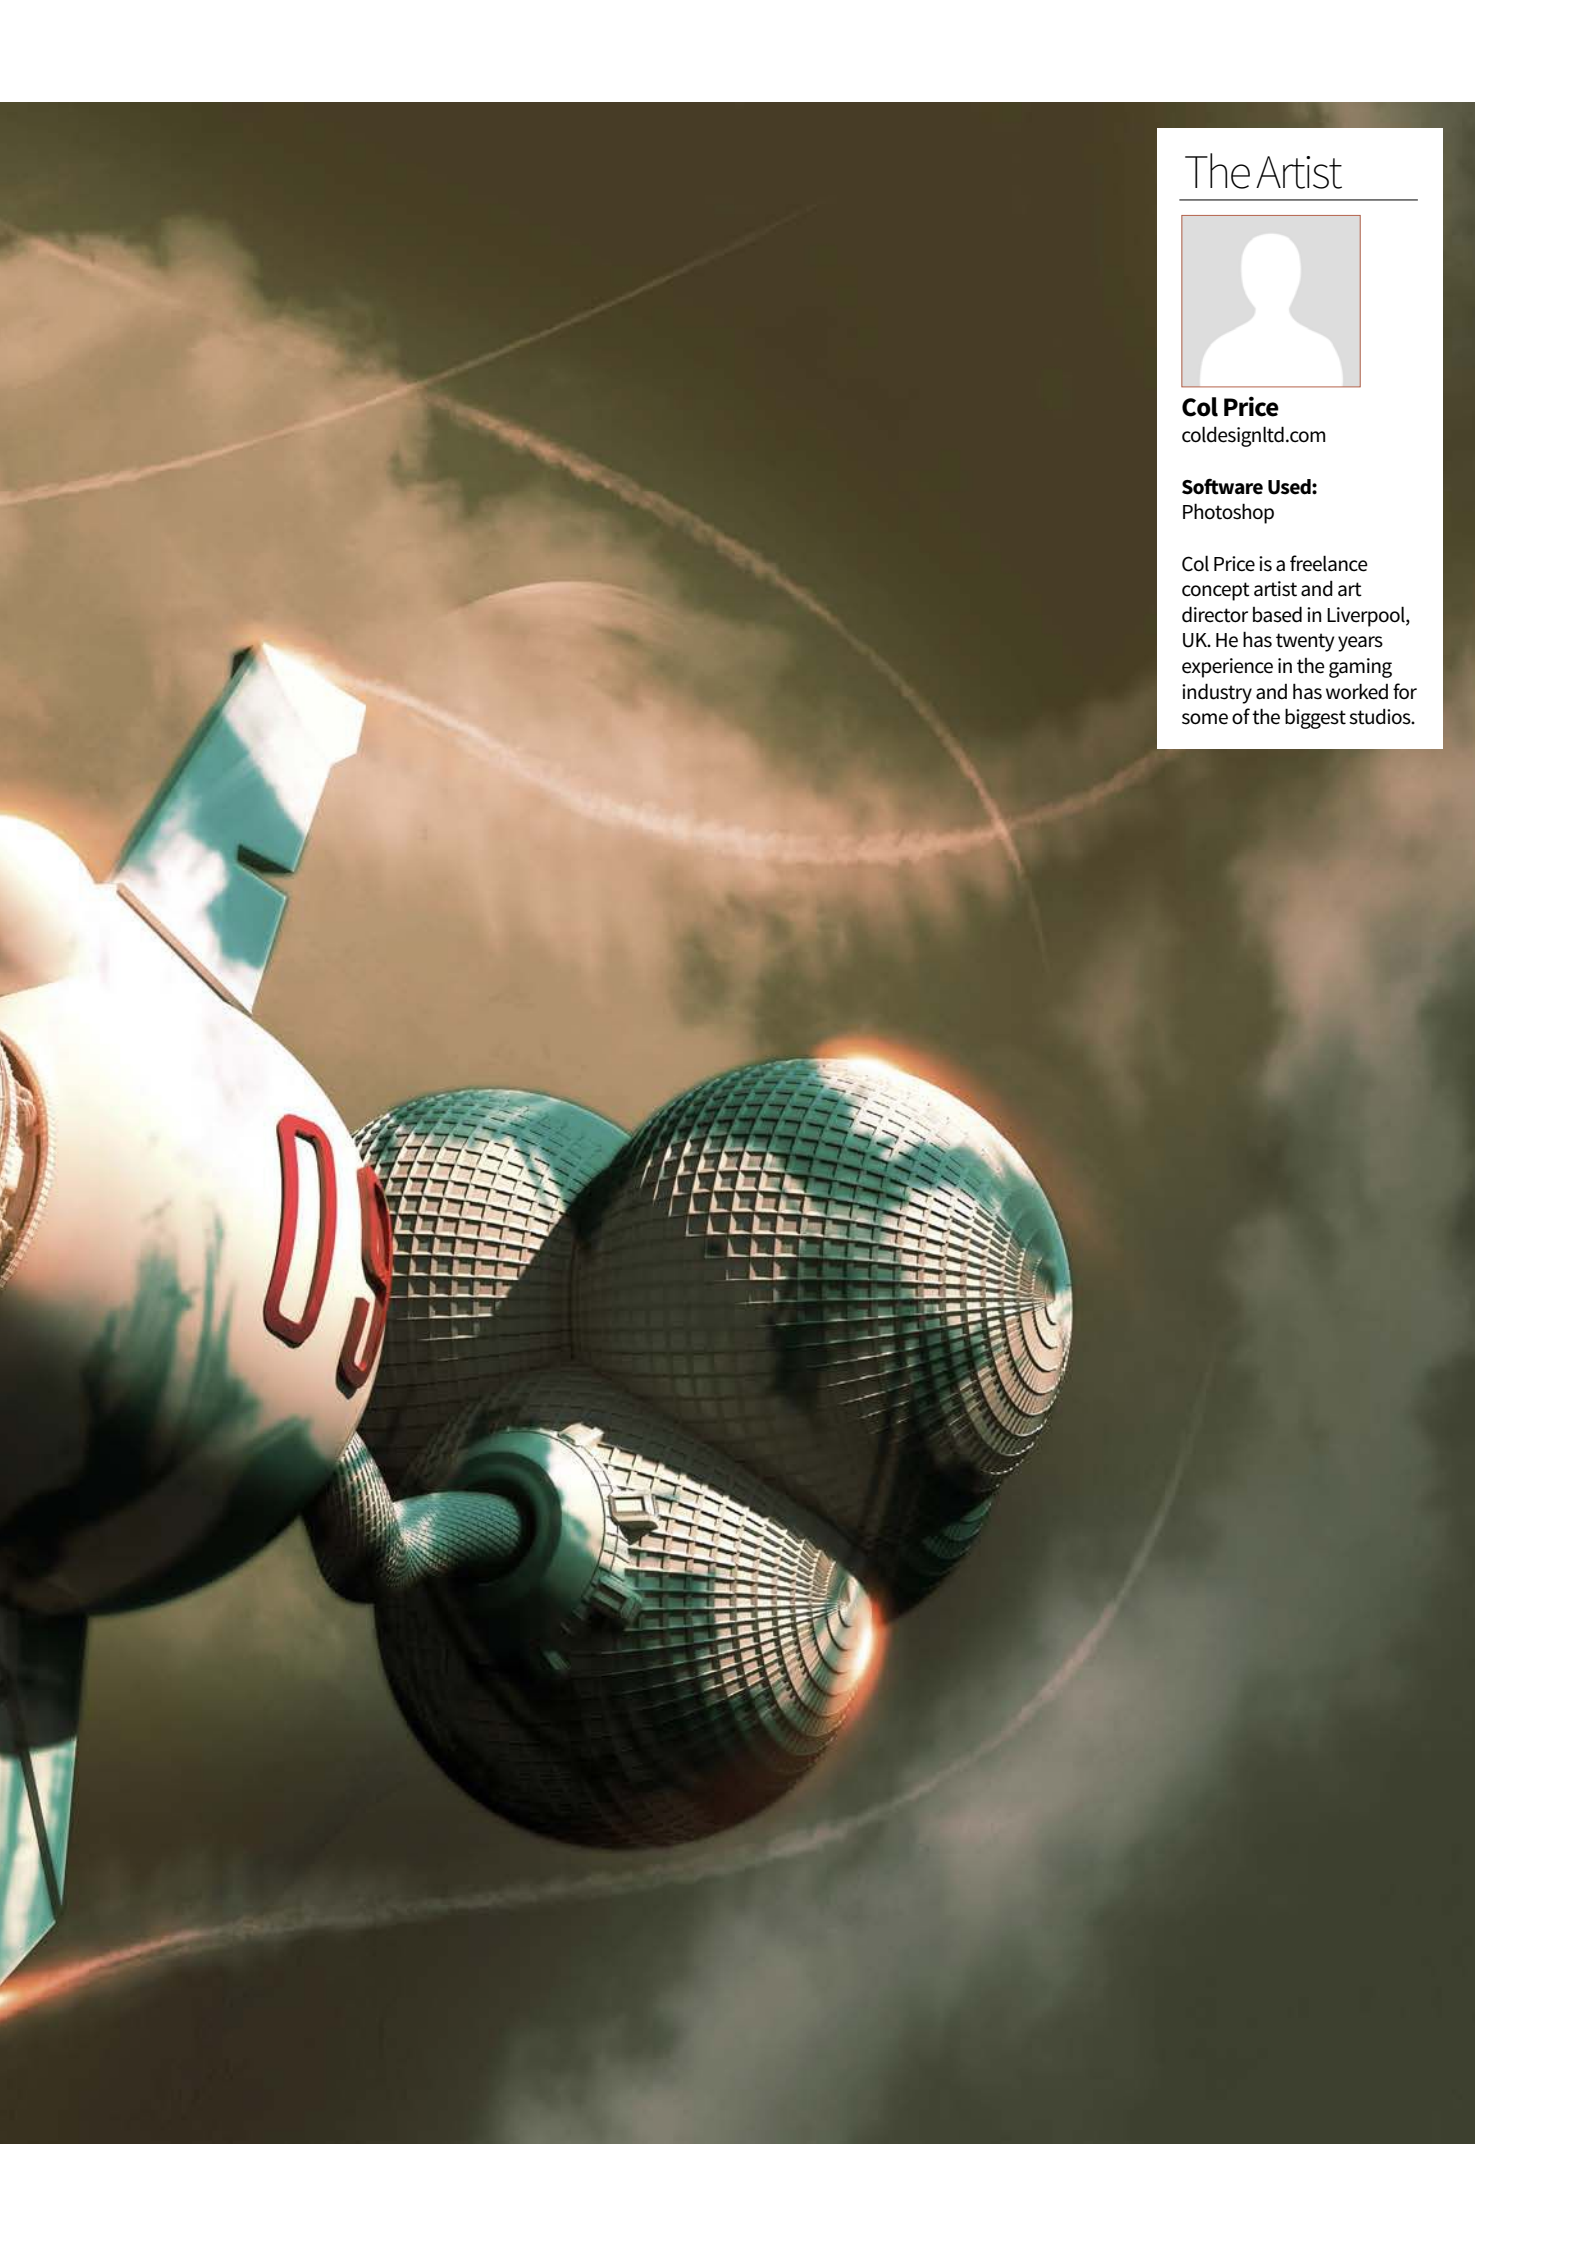 The Artist
Col Price
coldesignltd.com
Software Used:
Photoshop
Col Price is a freelance
concept artist and art
director based in Liverpool,
UK. He has twenty years
experience in the gaming
industry and has worked for
some of the biggest studios.
09